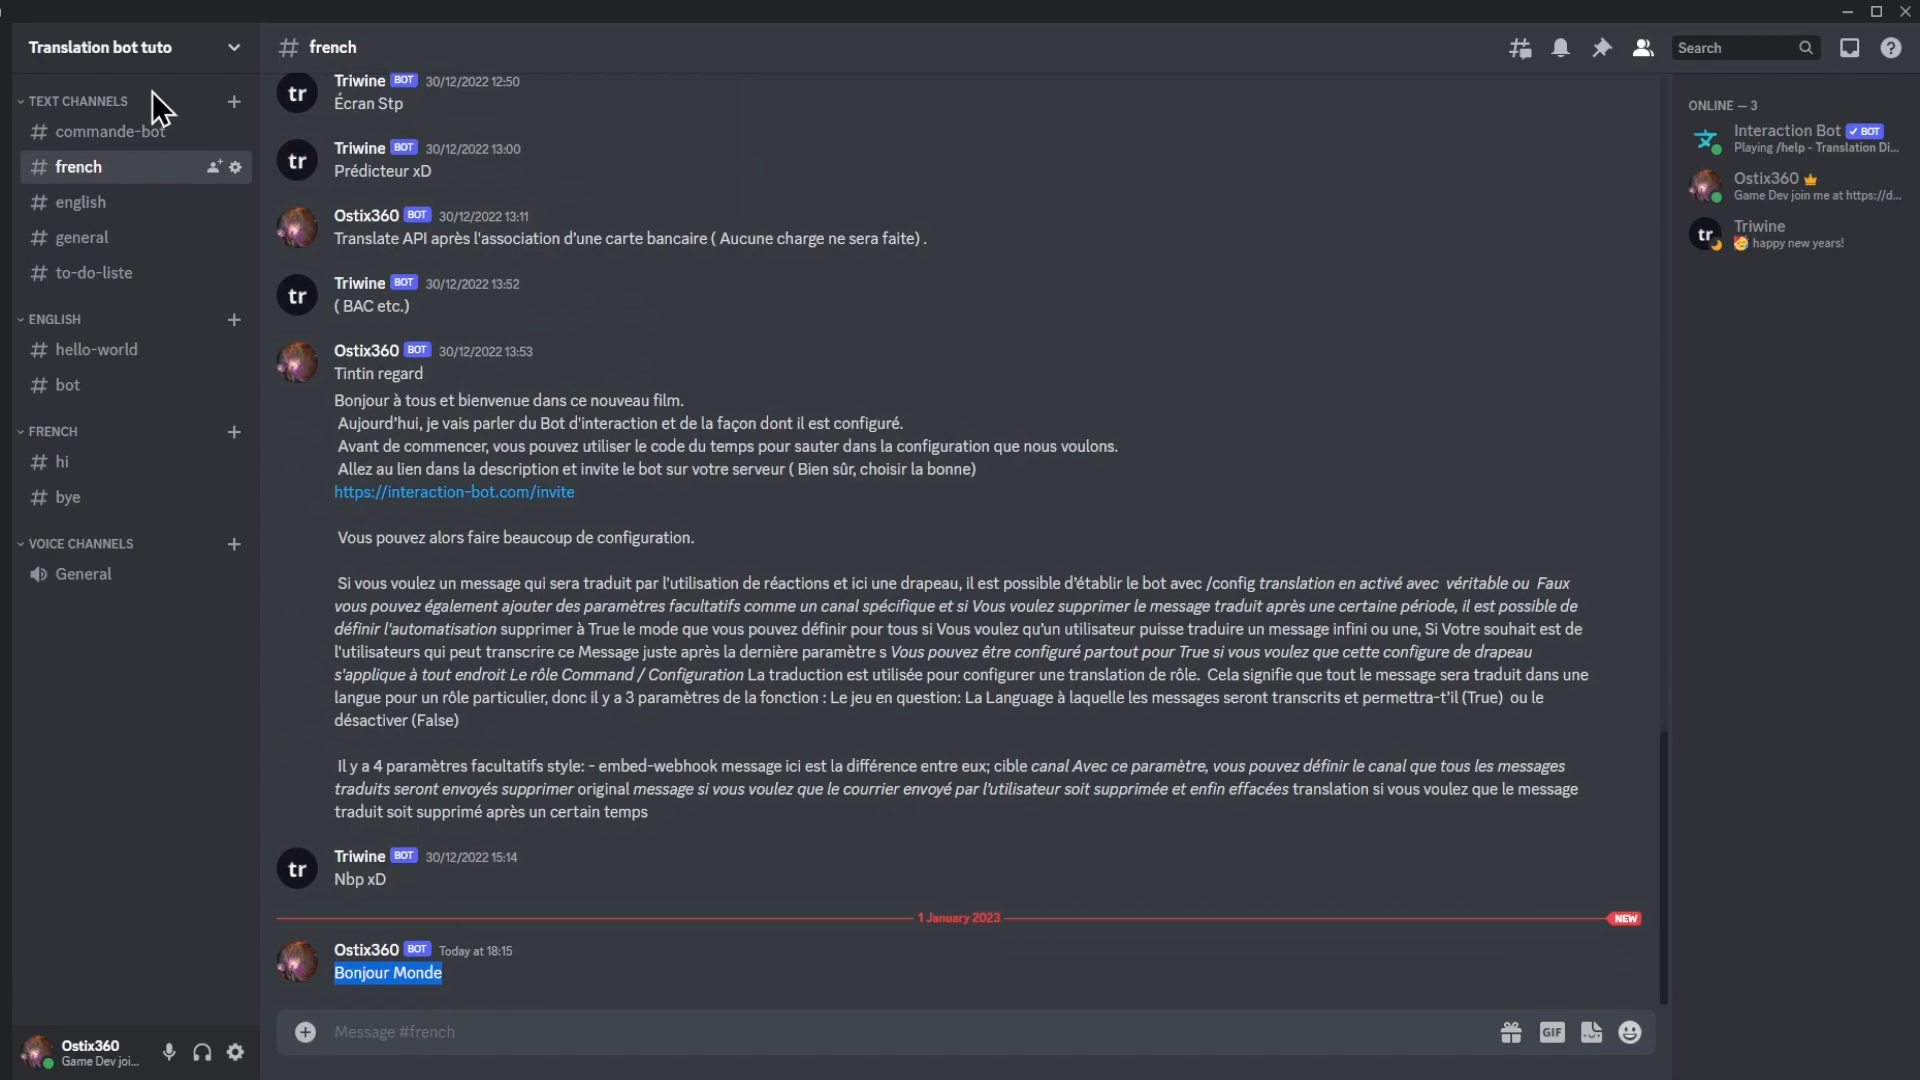 Translation bot tuto
TEXT CHANNELS
commande-bot
french
english
general
to-do-liste
ENGLISH
hello-world
bot
FRENCH
hi
bye
VOICE CHANNELS
General
Ostix360
Game Dev joi...
french
Search
Triwine BOT 30/12/2022 12:50
Écran Stp
tr
Triwine BOT 30/12/2022 13:00
Prédicteur xD
tr
Ostix360 BOT 30/12/2022 13:11
Translate API après l'association d'une carte bancaire ( Aucune charge ne sera faite) .
Triwine BOT 30/12/2022 13:52
( BAC etc.)
tr
Ostix360 BOT 30/12/2022 13:53
Tintin regard
Bonjour à tous et bienvenue dans ce nouveau film.
Aujourd'hui, je vais parler du Bot d'interaction et de la façon dont il est configuré.
Avant de commencer, vous pouvez utiliser le code du temps pour sauter dans la configuration que nous voulons.
Allez au lien dans la description et invite le bot sur votre serveur ( Bien sûr, choisir la bonne)
https://interaction-bot.com/invite
Vous pouvez alors faire beaucoup de configuration.
Si vous voulez un message qui sera traduit par l'utilisation de réactions et ici une drapeau, il est possible d'établir le bot avec /config translation en activé avec véritable ou Faux
vous pouvez également ajouter des paramètres facultatifs comme un canal spécifique et si Vous voulez supprimer le message traduit après une certaine période, il est possible de
définir l'automatisation supprimer à True le mode que vous pouvez définir pour tous si Vous voulez qu'un utilisateur puisse traduire un message infini ou une, Si Votre souhait est de
l'utilisateurs qui peut transcrire ce Message juste après la dernière paramètre s Vous pouvez être configuré partout pour True si vous voulez que cette configure de drapeau
s'applique à tout endroit Le rôle Command / Configuration La traduction est utilisée pour configurer une translation de rôle. Cela signifie que tout le message sera traduit dans une
langue pour un rôle particulier, donc il y a 3 paramètres de la fonction : Le jeu en question: La Language à laquelle les messages seront transcrits et permettra-t'il (True) ou le
désactiver (False)
Il y a 4 paramètres facultatifs style: - embed-webhook message ici est la différence entre eux; cible canal Avec ce paramètre, vous pouvez définir le canal que tous les messages
traduits seront envoyés supprimer original message si vous voulez que le courrier envoyé par l'utilisateur soit supprimée et enfin effacées translation si vous voulez que le message
traduit soit supprimé après un certain temps
Triwine BOT 30/12/2022 15:14
Nbp xD
tr
1 January 2023 NEW
Ostix360 BOT Today at 18:15
Bonjour Monde
Message #french
GIF
ONLINE — 3
Interaction Bot BOT
Playing /help - Translation Di...
Ostix360
Game Dev join me at https://d...
Triwine
happy new years!
tr